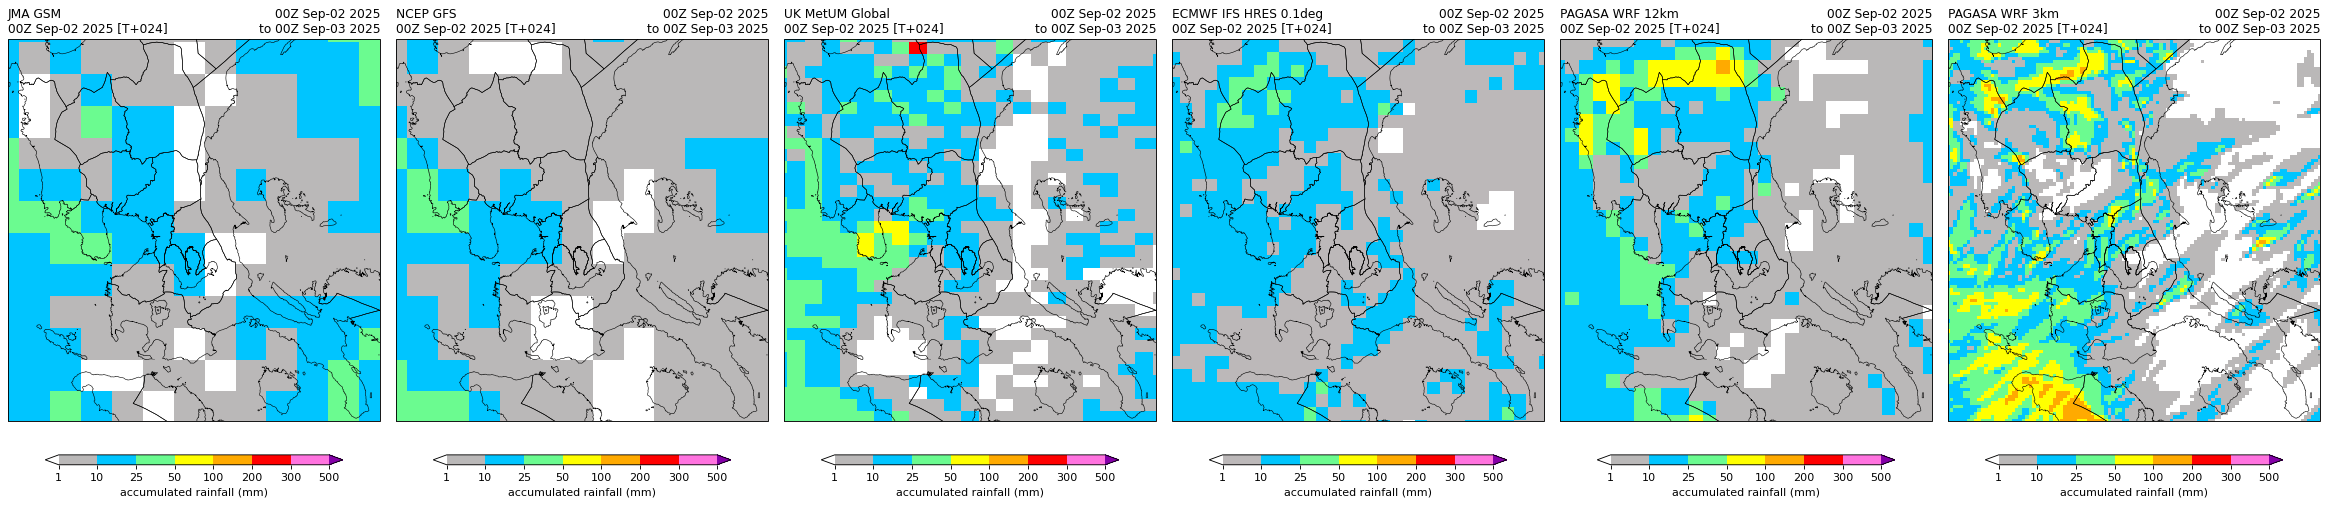 JMA GSM 00Z Sep-02 2025
00Z Sep-02 2025 [T+024] to 00Z Sep-03 2025
1 10 25 50 100 200 300 500
accumulated rainfall (mm)
NCEP GFS 00Z Sep-02 2025
00Z Sep-02 2025 [T+024] to 00Z Sep-03 2025
1 10 25 50 100 200 300 500
accumulated rainfall (mm)
UK MetUM Global 00Z Sep-02 2025
00Z Sep-02 2025 [T+024] to 00Z Sep-03 2025
1 10 25 50 100 200 300 500
accumulated rainfall (mm)
ECMWF IFS HRES 0.1deg 00Z Sep-02 2025
00Z Sep-02 2025 [T+024] to 00Z Sep-03 2025
1 10 25 50 100 200 300 500
accumulated rainfall (mm)
PAGASA WRF 12km 00Z Sep-02 2025
00Z Sep-02 2025 [T+024] to 00Z Sep-03 2025
1 10 25 50 100 200 300 500
accumulated rainfall (mm)
PAGASA WRF 3km 00Z Sep-02 2025
00Z Sep-02 2025 [T+024] to 00Z Sep-03 2025
1 10 25 50 100 200 300 500
accumulated rainfall (mm)